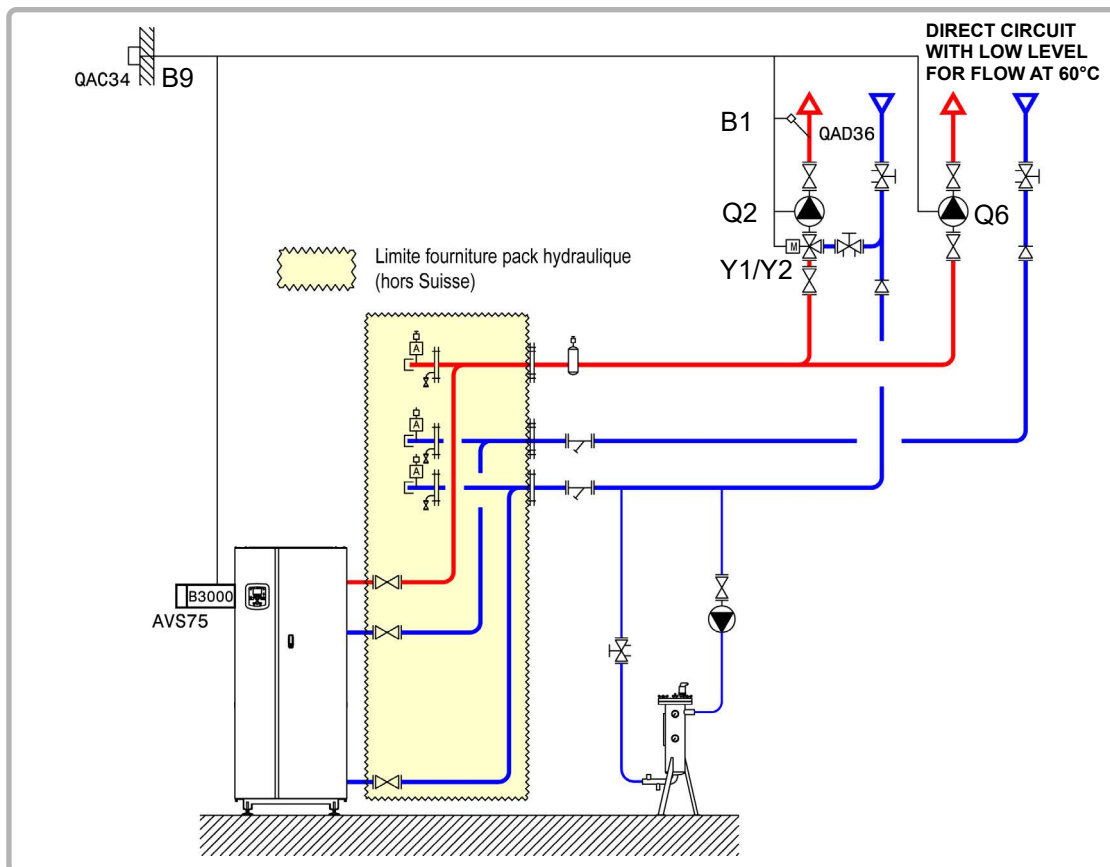 DIRECT CIRCUIT
WITH LOW LEVEL
FOR FLOW AT 60°C
QAC34
B9
B1
QAD36
Q2
Q6
M
Y1/Y2
Limite fourniture pack hydraulique
(hors Suisse)
A
A
A
B3000
AVS75